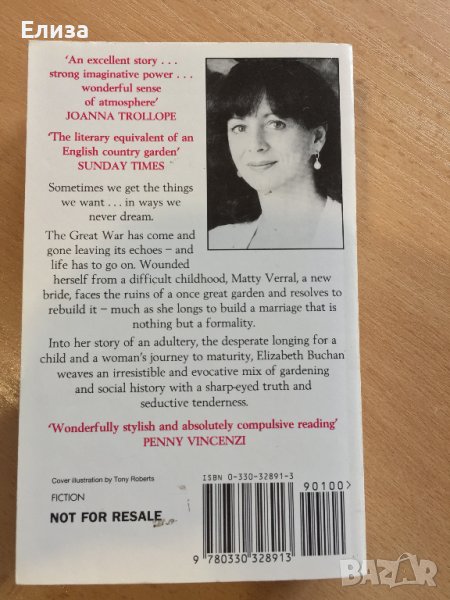 Елиза
'An excellent story . . .
strong imaginative power . . .
wonderful sense
of atmosphere'
JOANNA TROLLOPE
'The literary equivalent of an
English country garden'
SUNDAY TIMES
Sometimes we get the things
we want . . . in ways we
never dream.
The Great War has come and
gone leaving its echoes – and
life has to go on. Wounded
herself from a difficult childhood, Matty Verral, a new
bride, faces the ruins of a once great garden and resolves to
rebuild it – much as she longs to build a marriage that is
nothing but a formality.
Into her story of an adultery, the desperate longing for a
child and a woman's journey to maturity, Elizabeth Buchan
weaves an irresistible and evocative mix of gardening
and social history with a sharp-eyed truth and
seductive tenderness.
'Wonderfully stylish and absolutely compulsive reading'
PENNY VINCENZI
Cover illustration by Tony Roberts
FICTION
NOT FOR RESALE
ISBN 0-330-32891-3
90100>
9 780330 328913
BAZAR